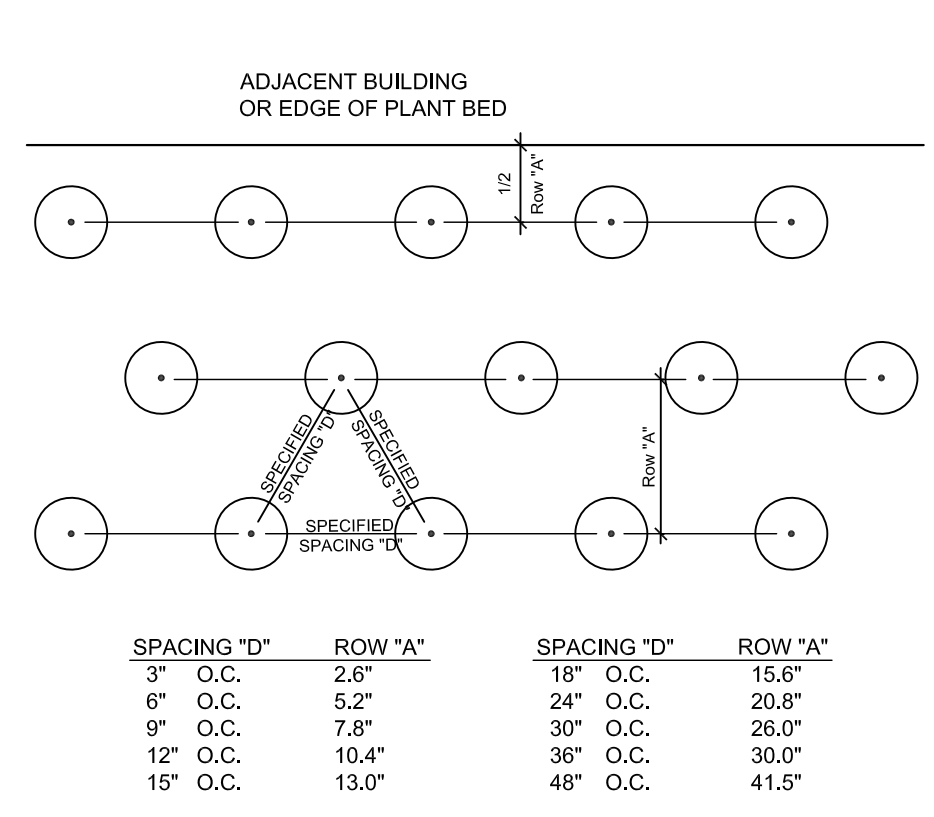 ADJACENT BUILDING
OR EDGE OF PLANT BED
1/2
Row "A"
SPECIFIED
SPACING "D"
SPECIFIED
SPACING "D"
Row "A"
SPECIFIED
SPACING "D"
SPACING "D" ROW "A"
3" O.C. 2.6"
6" O.C. 5.2"
9" O.C. 7.8"
12" O.C. 10.4"
15" O.C. 13.0"
SPACING "D" ROW "A"
18" O.C. 15.6"
24" O.C. 20.8"
30" O.C. 26.0"
36" O.C. 30.0"
48" O.C. 41.5"